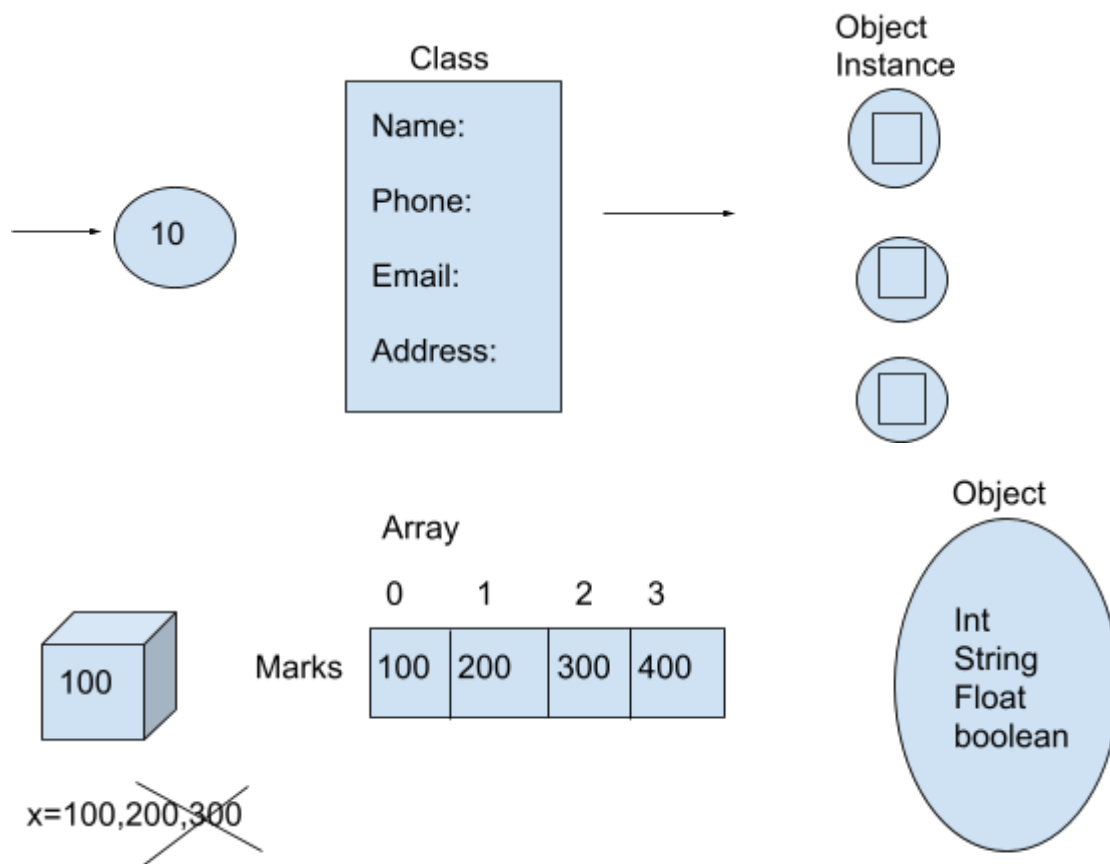 Class
Object
Instance
Name:
Phone:
10
Email:
Address:
Object
Array
0 1 2 3
Marks 100 200 300 400
100
Int
String
Float
boolean
x=100,200,300